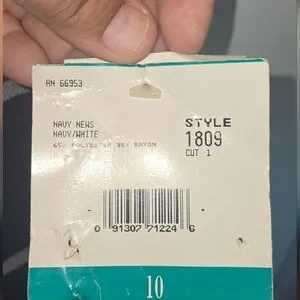 RN 66953
NAVY NEWS
NAVY/WHITE
65% POLYESTER 35% RAYON
STYLE
1809
CUT 1
0 91307 71224 6
10